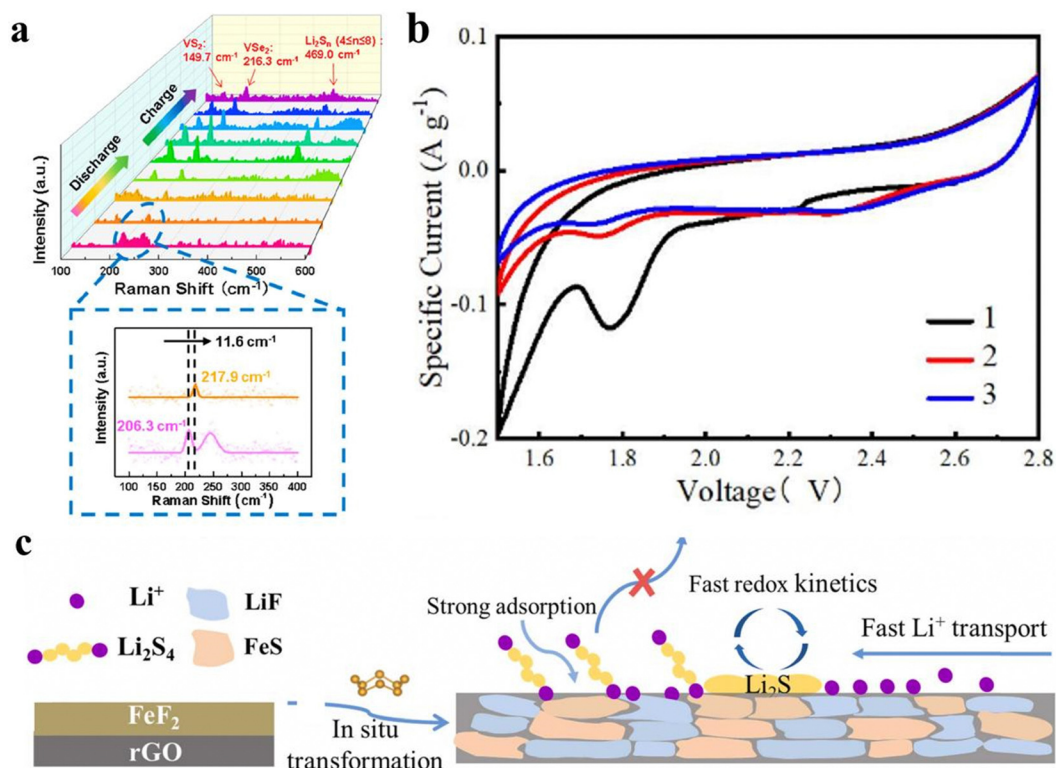 a
VS₂:
149.7 cm⁻¹
VSe₂:
216.3 cm⁻¹
Li₂Sₙ (4≤n≤8) :
469.0 cm⁻¹
Charge
Discharge
Intensity (a.u.)
100 200 300 400 500 600
Raman Shift (cm⁻¹)
11.6 cm⁻¹
217.9 cm⁻¹
206.3 cm⁻¹
Intensity (a.u.)
100 150 200 250 300 350 400
Raman Shift (cm⁻¹)
b
0.1
0.0
-0.1
-0.2
Specific Current (A g⁻¹)
1
2
3
1.6 1.8 2.0 2.2 2.4 2.6 2.8
Voltage( V)
c
Li⁺
LiF
Li₂S₄
FeS
FeF₂
rGO
In situ
transformation
Strong adsorption
Fast redox kinetics
Fast Li⁺ transport
Li₂S